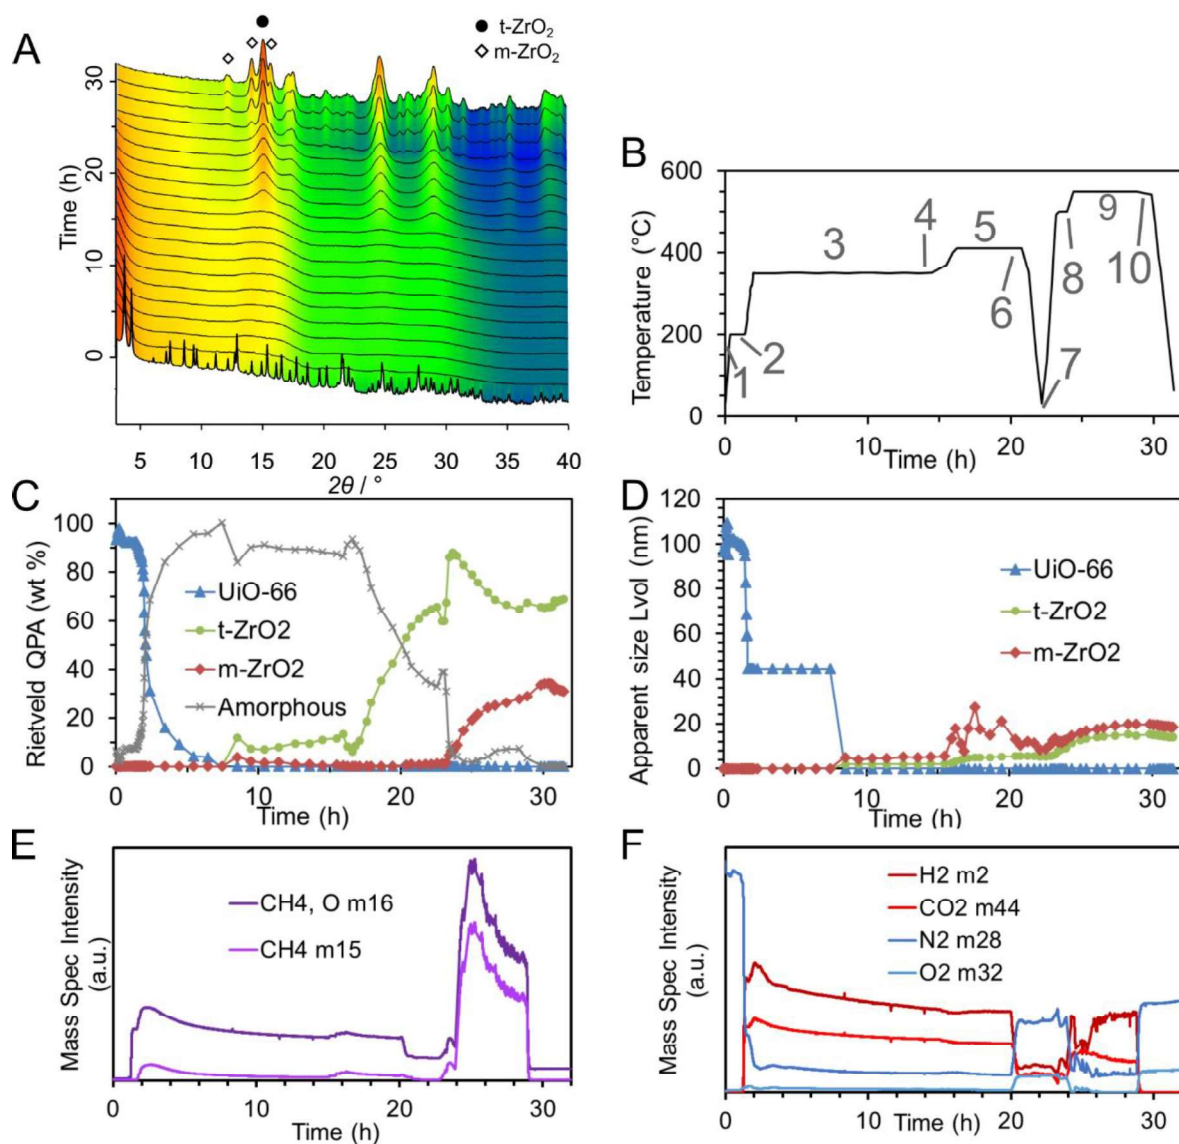 A
● t-ZrO₂
◇ m-ZrO₂
Time (h)
30
20
10
0
5 10 15 20 25 30 35 40
2θ / °
B
Temperature (°C)
600
400
200
0
0 10 20 30
Time (h)
1 2 3 4 5 6 7 8 9 10
C
Rietveld QPA (wt %)
100
80
60
40
20
0
UiO-66
t-ZrO2
m-ZrO2
Amorphous
0 10 20 30
Time (h)
D
Apparent size Lvol (nm)
120
100
80
60
40
20
0
UiO-66
t-ZrO2
m-ZrO2
0 10 20 30
Time (h)
E
Mass Spec Intensity
(a.u.)
CH4, O m16
CH4 m15
0 10 20 30
Time (h)
F
Mass Spec Intensity
(a.u.)
H2 m2
CO2 m44
N2 m28
O2 m32
0 10 20 30
Time (h)